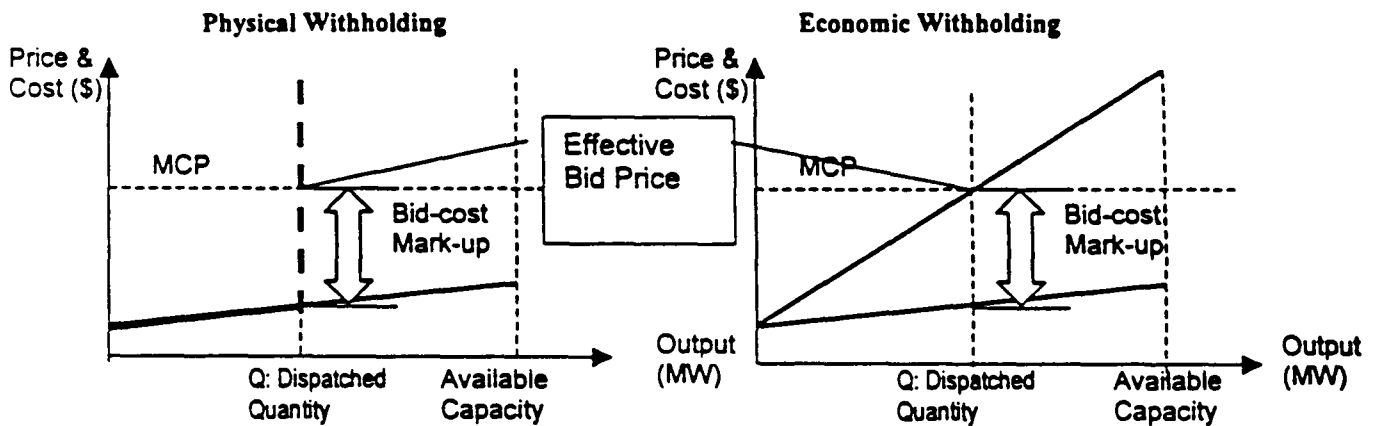 Physical Withholding
Price &
Cost ($)
MCP
Bid-cost
Mark-up
Output
(MW)
Q: Dispatched
Quantity
Available
Capacity
Effective
Bid Price
Economic Withholding
Price &
Cost ($)
MCP
Bid-cost
Mark-up
Output
(MW)
Q: Dispatched
Quantity
Available
Capacity